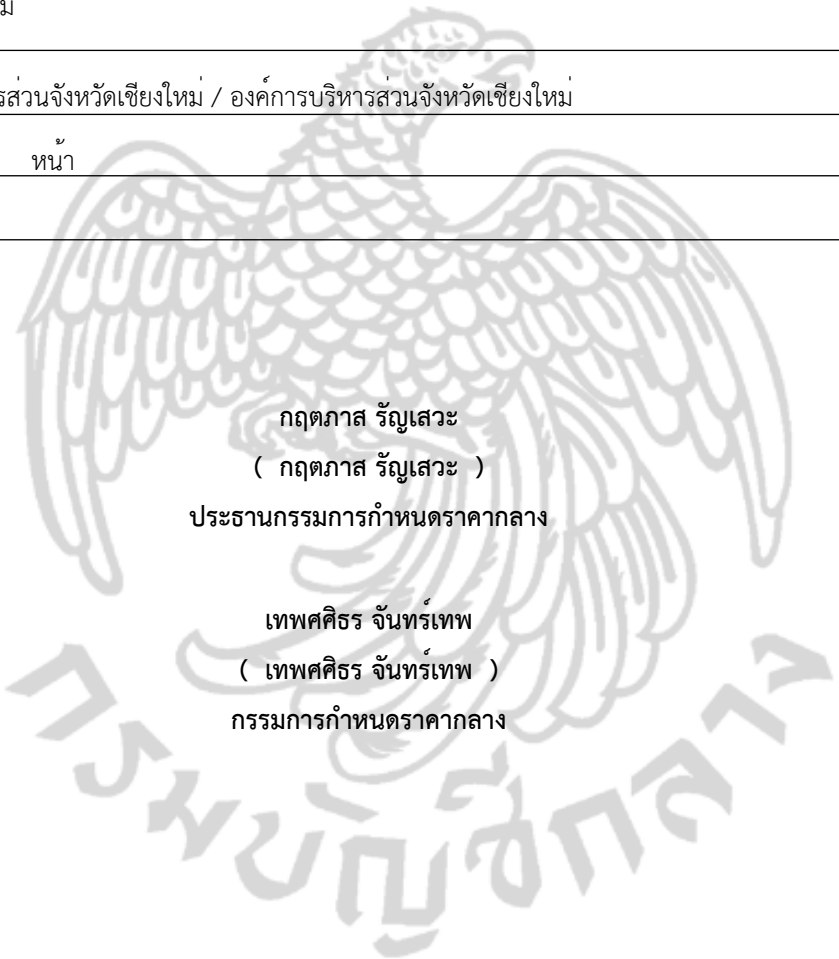 รส่วนจังหวัดเชียงใหม่ / องค์การบริหารส่วนจังหวัดเชียงใหม่
หน้า
กฤตภาส รัญเสวะ
( กฤตภาส รัญเสวะ )
ประธานกรรมการกำหนดราคากลาง
เทพศศิธร จันทร์เทพ
( เทพศศิธร จันทร์เทพ )
กรรมการกำหนดราคากลาง
กรมบัญชีกลาง